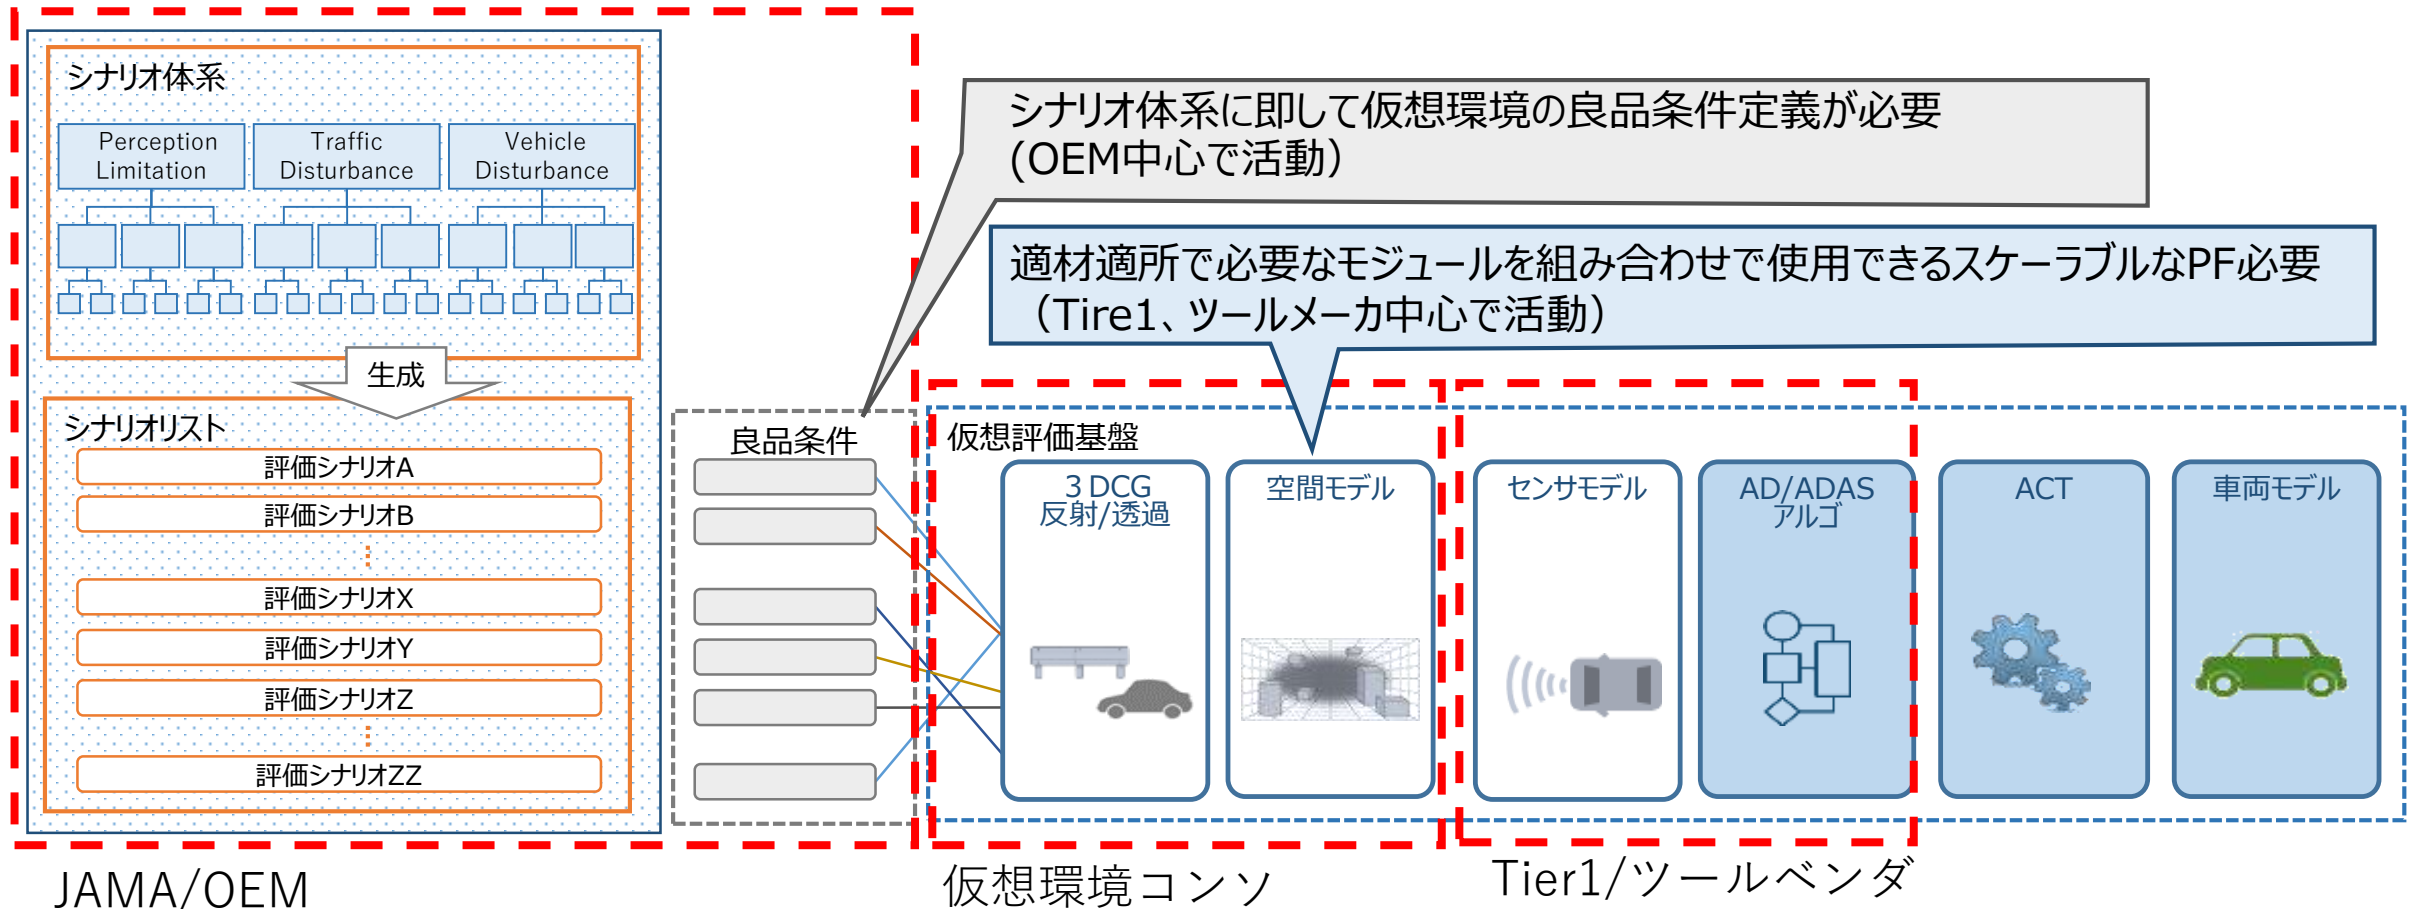 シナリオ体系
Perception
Limitation
Traffic
Disturbance
Vehicle
Disturbance
生成
シナリオリスト
評価シナリオA
評価シナリオB
評価シナリオX
評価シナリオY
評価シナリオZ
評価シナリオZZ
良品条件
シナリオ体系に即して仮想環境の良品条件定義が必要
(OEM中心で活動）
適材適所で必要なモジュールを組み合わせで使用できるスケーラブルなPF必要
（Tire1、ツールメーカ中心で活動）
仮想評価基盤
３DCG
反射/透過
空間モデル
センサモデル
AD/ADAS
アルゴ
ACT
車両モデル
JAMA/OEM
仮想環境コンソ
Tier1/ツールベンダ